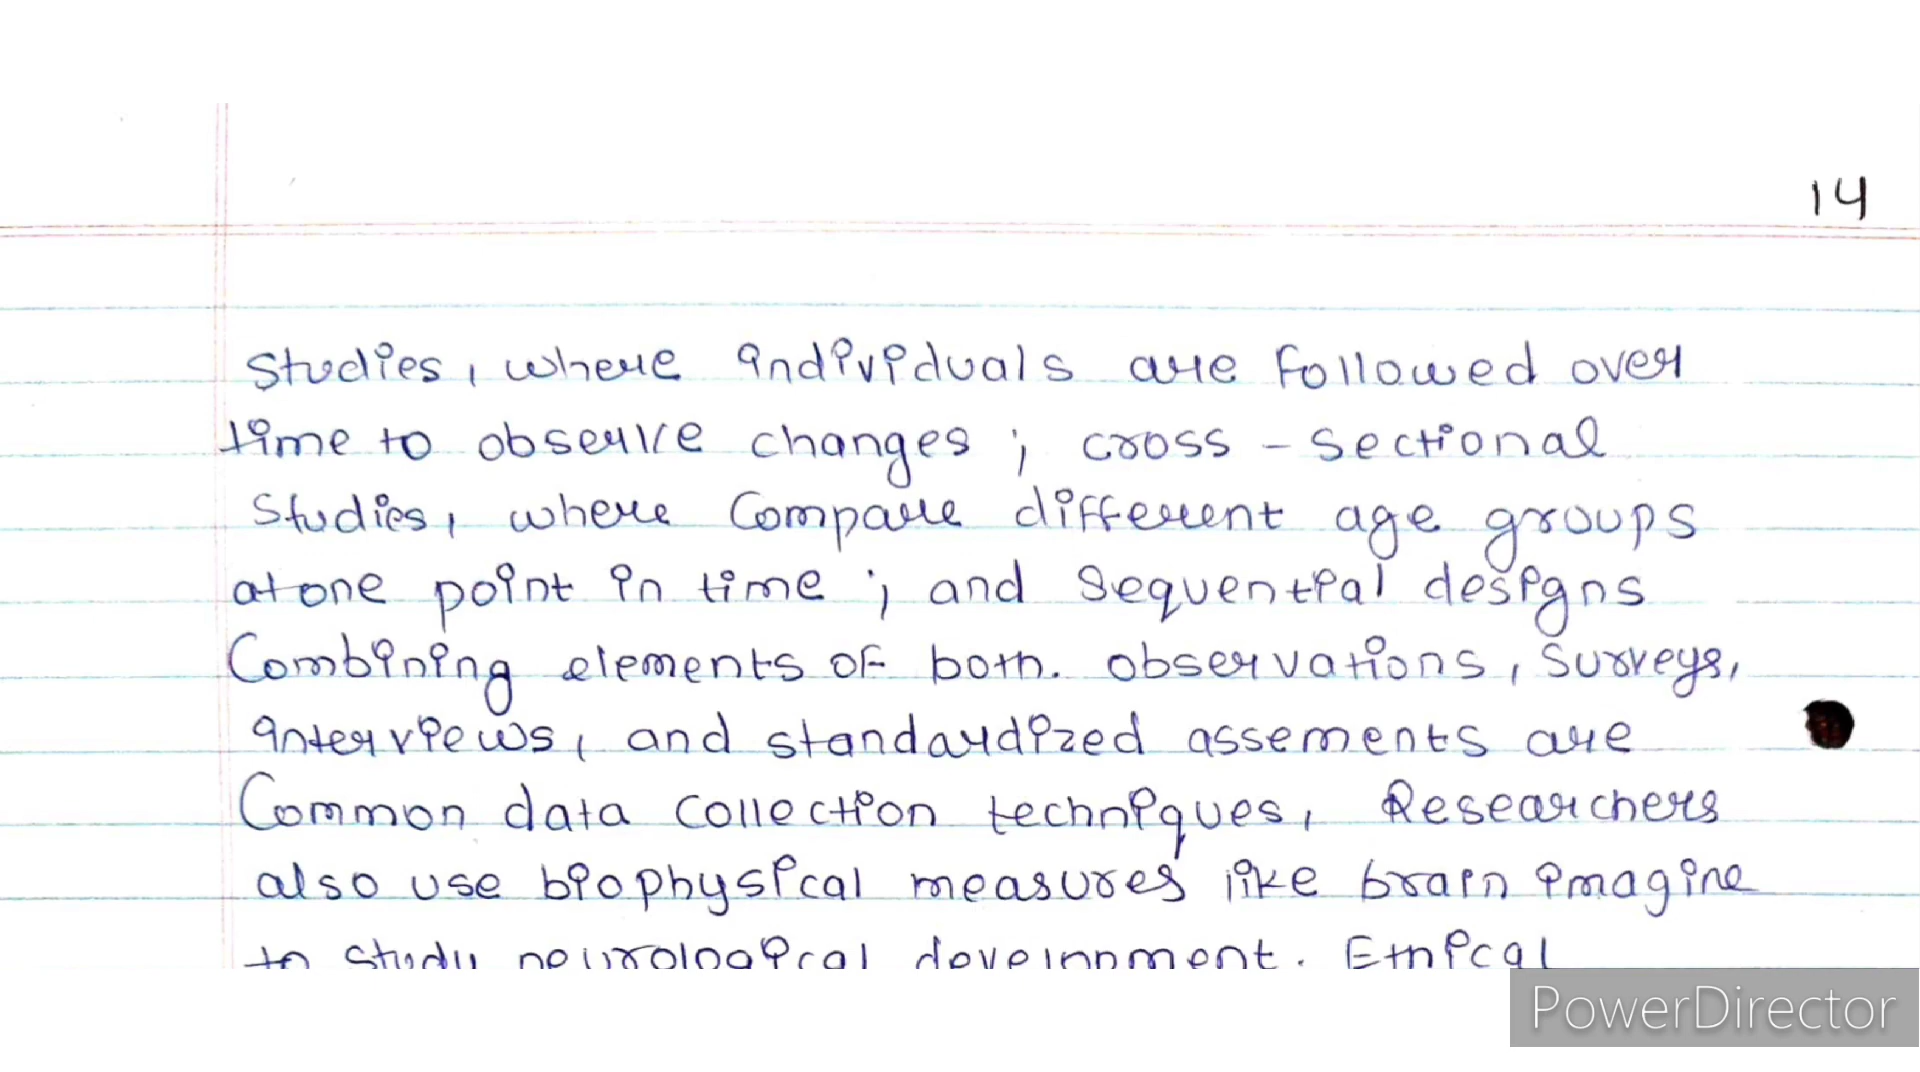 14
Studies, where individuals are followed over
time to observe changes ; cross - sectional
Studies, where Compare different age groups
at one point in time ; and Sequential designs
Combining elements of both. observations, Surveys,
interviews, and standardized assements are
Common data collection techniques, Researchers
also use biophysical measures like brain imagine
to study neurological development. Ethical
PowerDirector